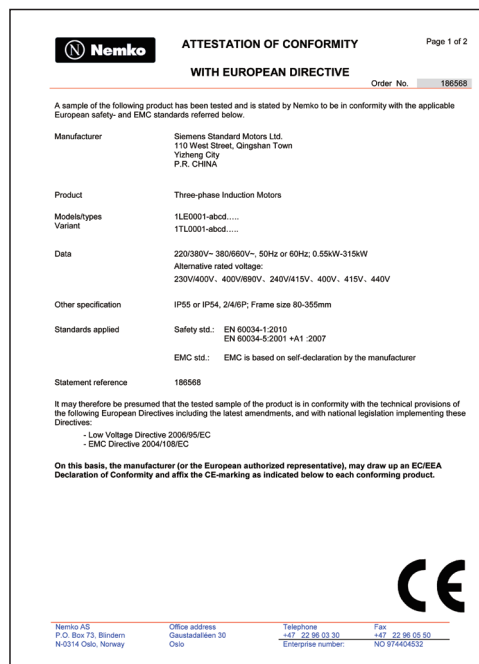 Nemko
ATTESTATION OF CONFORMITY
Page 1 of 2
WITH EUROPEAN DIRECTIVE
Order No. 186568
A sample of the following product has been tested and is stated by Nemko to be in conformity with the applicable
European safety- and EMC standards referred below.
Manufacturer
Siemens Standard Motors Ltd.
110 West Street, Qingshan Town
Yizheng City
P.R. CHINA
Product
Three-phase Induction Motors
Models/types
1LE0001-abcd.....
Variant
1TL0001-abcd.....
Data
220/380V~ 380/660V~, 50Hz or 60Hz; 0.55kW-315kW
Alternative rated voltage:
230V/400V、400V/690V、240V/415V、400V、415V、440V
Other specification
IP55 or IP54, 2/4/6P; Frame size 80-355mm
Standards applied
Safety std.: EN 60034-1:2010
EN 60034-5:2001 +A1 :2007
EMC std.: EMC is based on self-declaration by the manufacturer
Statement reference
186568
It may therefore be presumed that the tested sample of the product is in conformity with the technical provisions of
the following European Directives including the latest amendments, and with national legislation implementing these
Directives:
- Low Voltage Directive 2006/95/EC
- EMC Directive 2004/108/EC
On this basis, the manufacturer (or the European authorized representative), may draw up an EC/EEA
Declaration of Conformity and affix the CE-marking as indicated below to each conforming product.
CE
Nemko AS
P.O. Box 73, Blindern
N-0314 Oslo, Norway
Office address
Gaustadalléen 30
Oslo
Telephone
+47 22 96 03 30
Enterprise number:
Fax
+47 22 96 05 50
NO 974404532